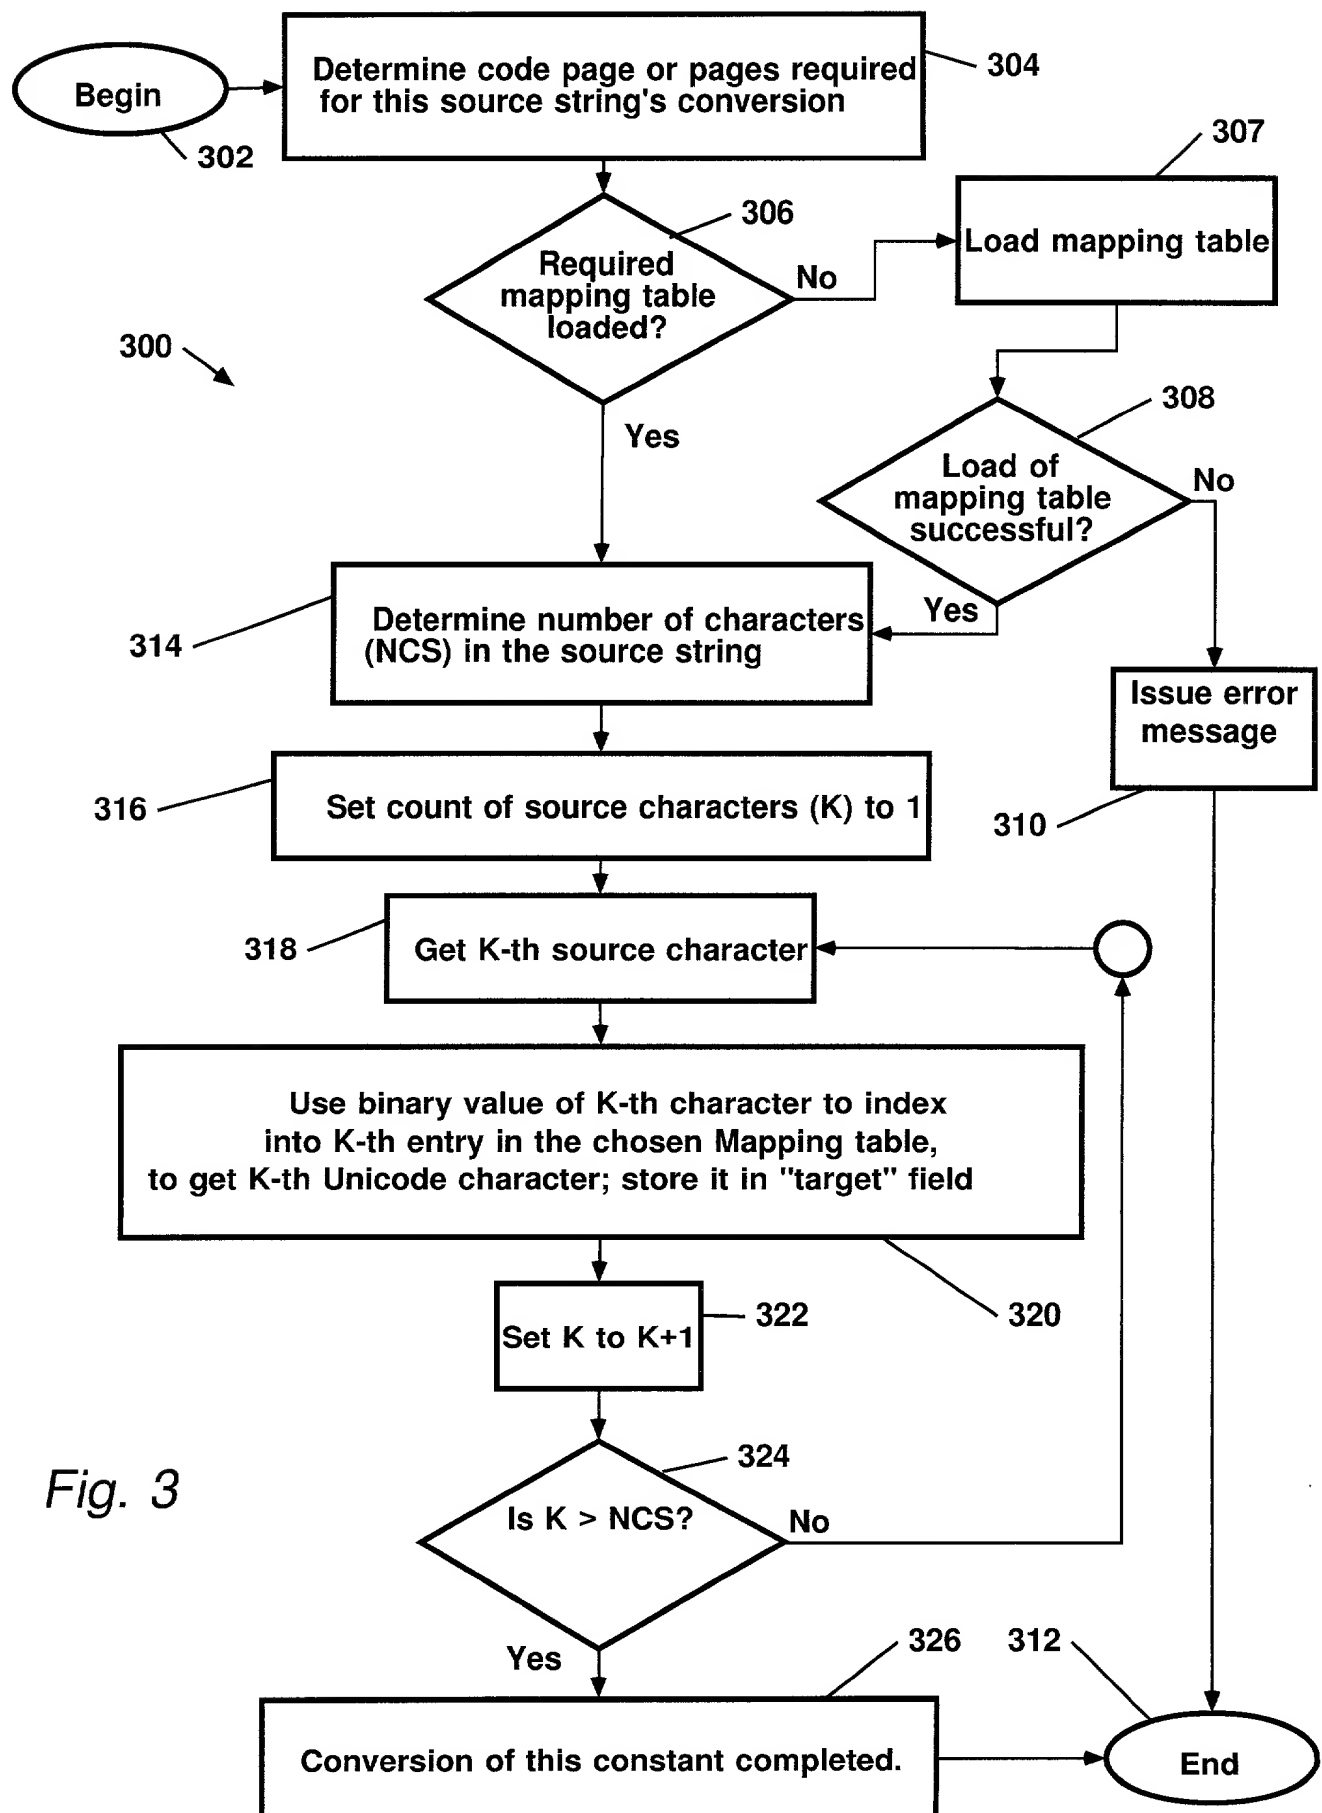 Begin
302
Determine code page or pages required
for this source string's conversion
304
307
306
Required
mapping table
loaded?
No
Load mapping table
300
Yes
308
Load of
mapping table
successful?
No
Yes
314
Determine number of characters
(NCS) in the source string
Issue error
message
316
Set count of source characters (K) to 1
310
318
Get K-th source character
Use binary value of K-th character to index
into K-th entry in the chosen Mapping table,
to get K-th Unicode character; store it in "target" field
320
322
Set K to K+1
324
Fig. 3
Is K > NCS?
No
Yes
326
312
Conversion of this constant completed.
End